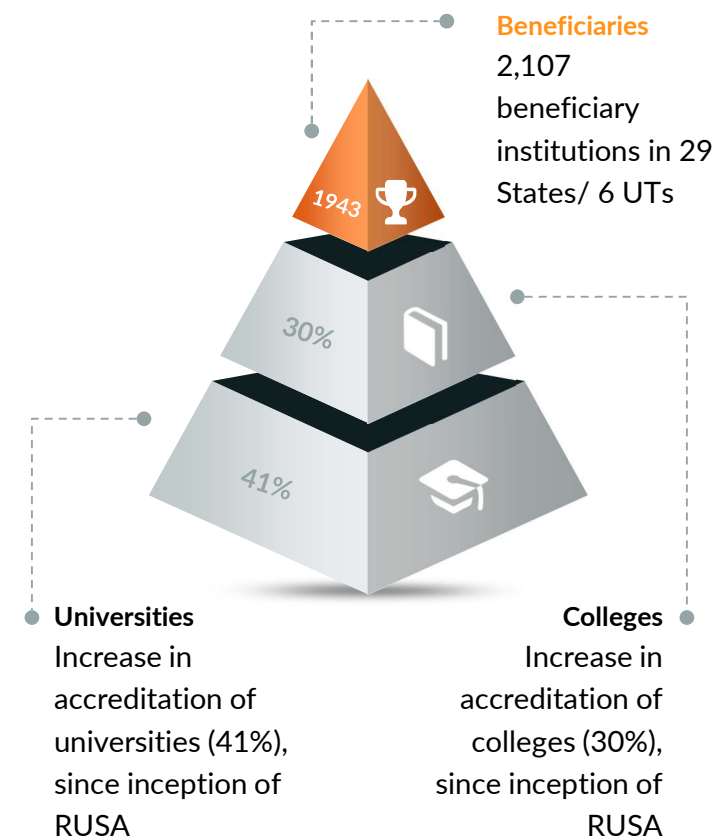 Beneficiaries
2,107
beneficiary
institutions in 29
States/ 6 UTs
1943
30%
41%
Universities
Increase in
accreditation of
universities (41%),
since inception of
RUSA
Colleges
Increase in
accreditation of
colleges (30%),
since inception of
RUSA